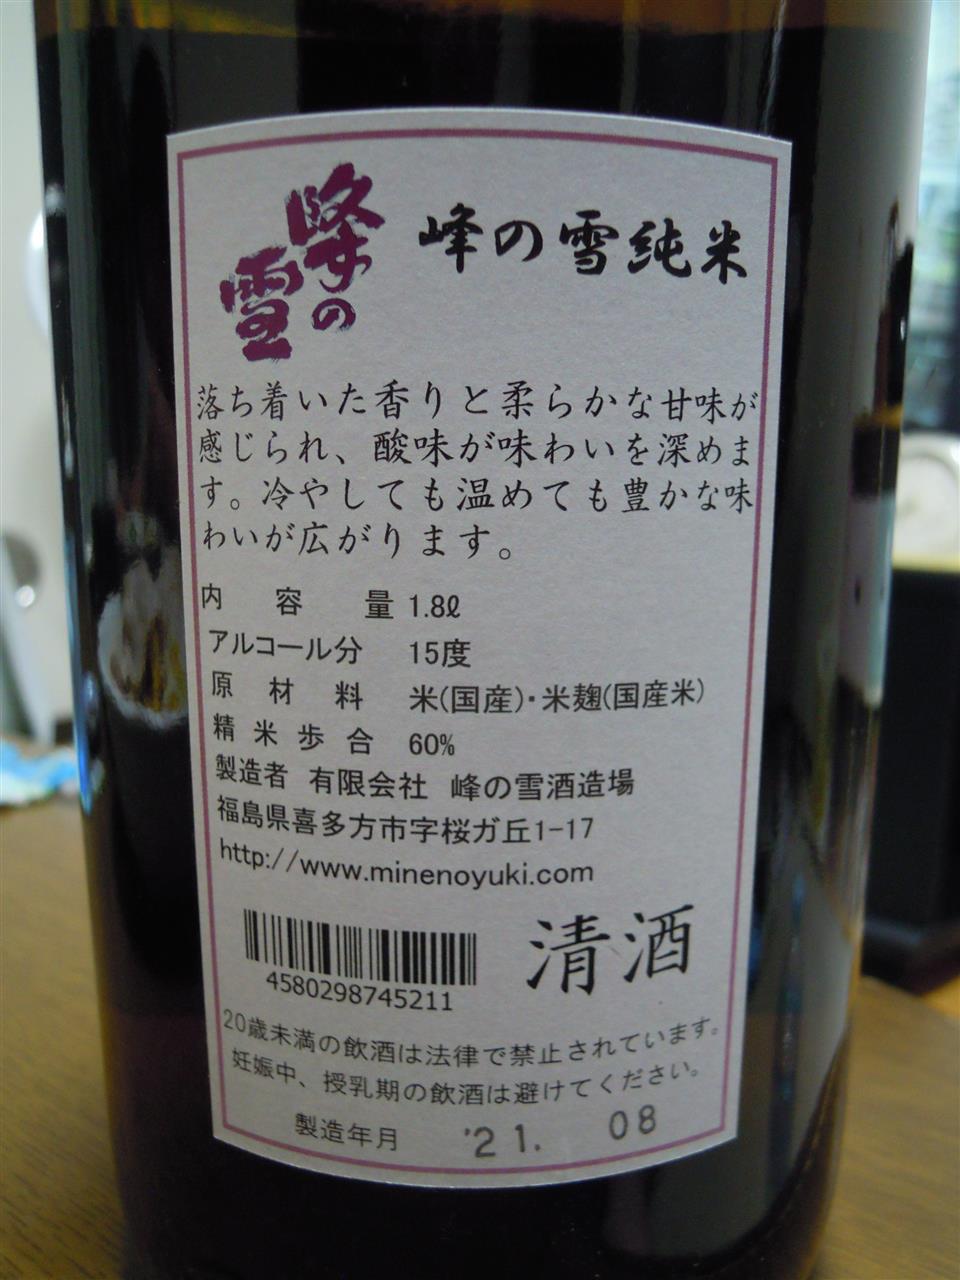 峰の雪
峰の雪純米
落ち着いた香りと柔らかな甘味が
感じられ、酸味が味わいを深めま
す。冷やしても温めても豊かな味
わいが広がります。
内容量 1.8ℓ
アルコール分 15度
原材料 米(国産)・米麹(国産米)
精米歩合 60%
製造者 有限会社 峰の雪酒造場
福島県喜多方市字桜ガ丘1-17
http://www.minenoyuki.com
清酒
4580298745211
20歳未満の飲酒は法律で禁止されています。
妊娠中、授乳期の飲酒は避けてください。
製造年月 '21. 08